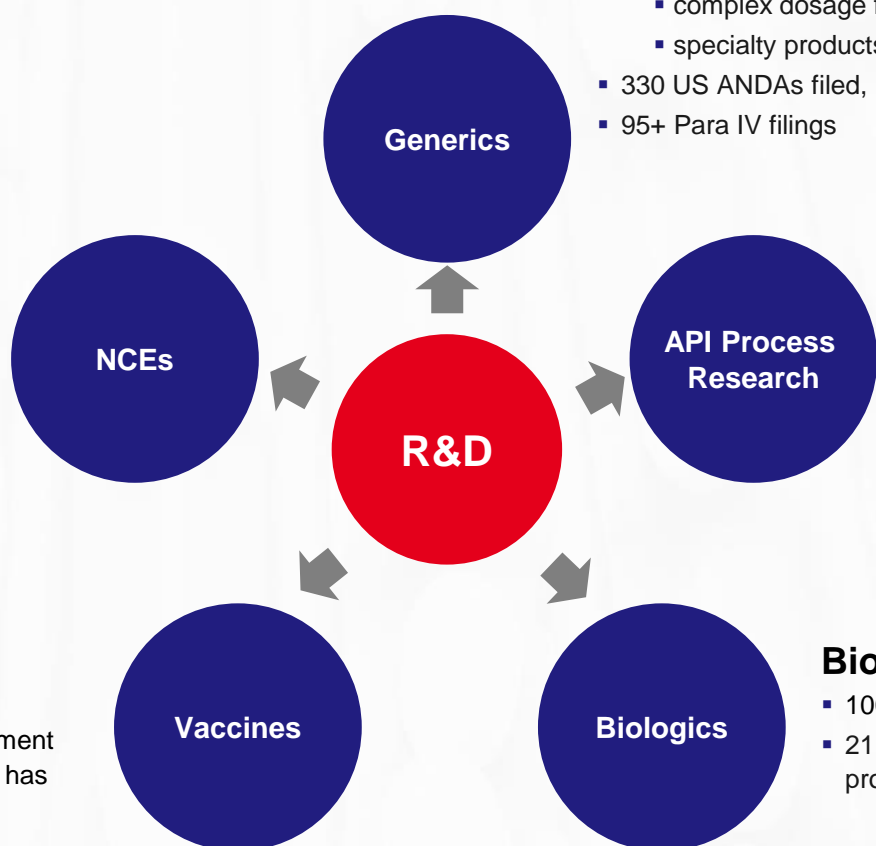 complex dosage
specialty products
330 US ANDAs filed,
95+ Para IV filings
Generics
NCEs
API Process
Research
R&D
ment
has
Vaccines
Biologics
21